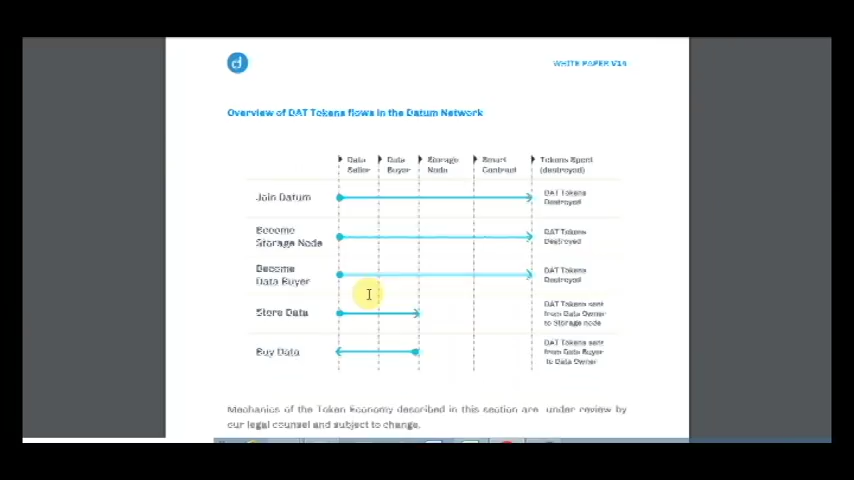 d
WHITE PAPER V14
Overview of DAT Tokens flows in the Datum Network
Data Seller
Data Buyer
Storage Node
Smart Contract
Tokens Spent (destroyed)
Join Datum
DAT Tokens
Destroyed
Become
Storage Node
DAT Tokens
Destroyed
Become
Data Buyer
DAT Tokens
Destroyed
Store Data
DAT Tokens sent
from Data Owner
to Storage node
Buy Data
DAT Tokens sent
from Data Buyer
to Data Owner
Mechanics of the Token Economy described in this section are under review by
our legal counsel and subject to change.